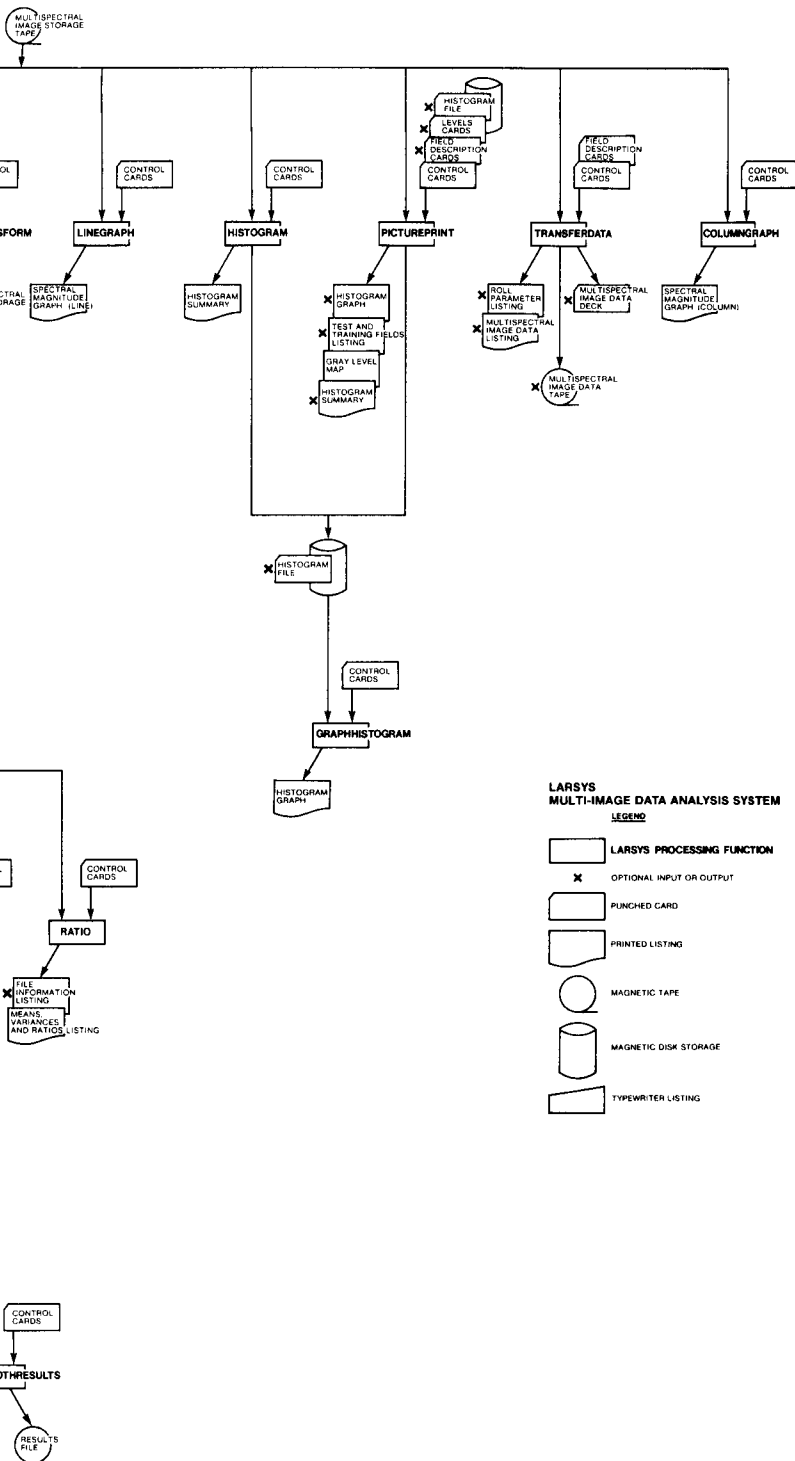 MULTISPECTRAL
IMAGE STORAGE
TAPE
OL
CONTROL
CARDS
CONTROL
CARDS
HISTOGRAM
FILE
LEVELS
CARDS
FIELD
DESCRIPTION
CARDS
CONTROL
CARDS
FIELD
DESCRIPTION
CARDS
CONTROL
CARDS
CONTROL
CARDS
SFORM
LINEGRAPH
HISTOGRAM
PICTUREPRINT
TRANSFERDATA
COLUMNGRAPH
CTRAL
ORAGE
SPECTRAL
MAGNITUDE
GRAPH (LINE)
HISTOGRAM
SUMMARY
HISTOGRAM
GRAPH
TEST AND
TRAINING FIELDS
LISTING
GRAY LEVEL
MAP
HISTOGRAM
SUMMARY
ROLL
PARAMETER
LISTING
MULTISPECTRAL
IMAGE DATA
LISTING
MULTISPECTRAL
IMAGE DATA
DECK
MULTISPECTRAL
IMAGE DATA
TAPE
SPECTRAL
MAGNITUDE
GRAPH (COLUMN)
HISTOGRAM
FILE
CONTROL
CARDS
GRAPHHISTOGRAM
HISTOGRAM
GRAPH
CONTROL
CARDS
RATIO
FILE
INFORMATION
LISTING
MEANS,
VARIANCES
AND RATIOS LISTING
LARSYS
MULTI-IMAGE DATA ANALYSIS SYSTEM
LEGEND
LARSYS PROCESSING FUNCTION
OPTIONAL INPUT OR OUTPUT
PUNCHED CARD
PRINTED LISTING
MAGNETIC TAPE
MAGNETIC DISK STORAGE
TYPEWRITER LISTING
CONTROL
CARDS
OTHRESULTS
RESULTS
FILE